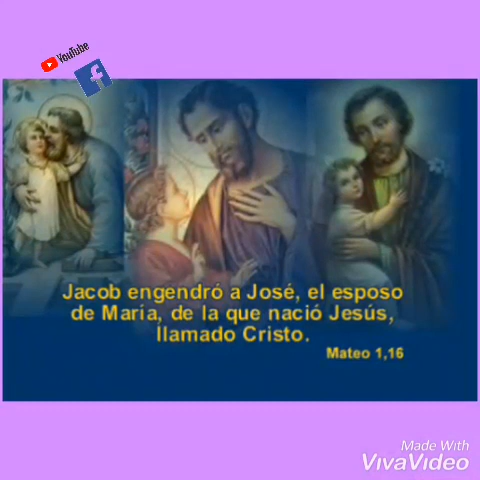 YouTube
Jacob engendró a José, el esposo
de María, de la que nació Jesús,
llamado Cristo.
Mateo 1,16
Made With
VivaVideo